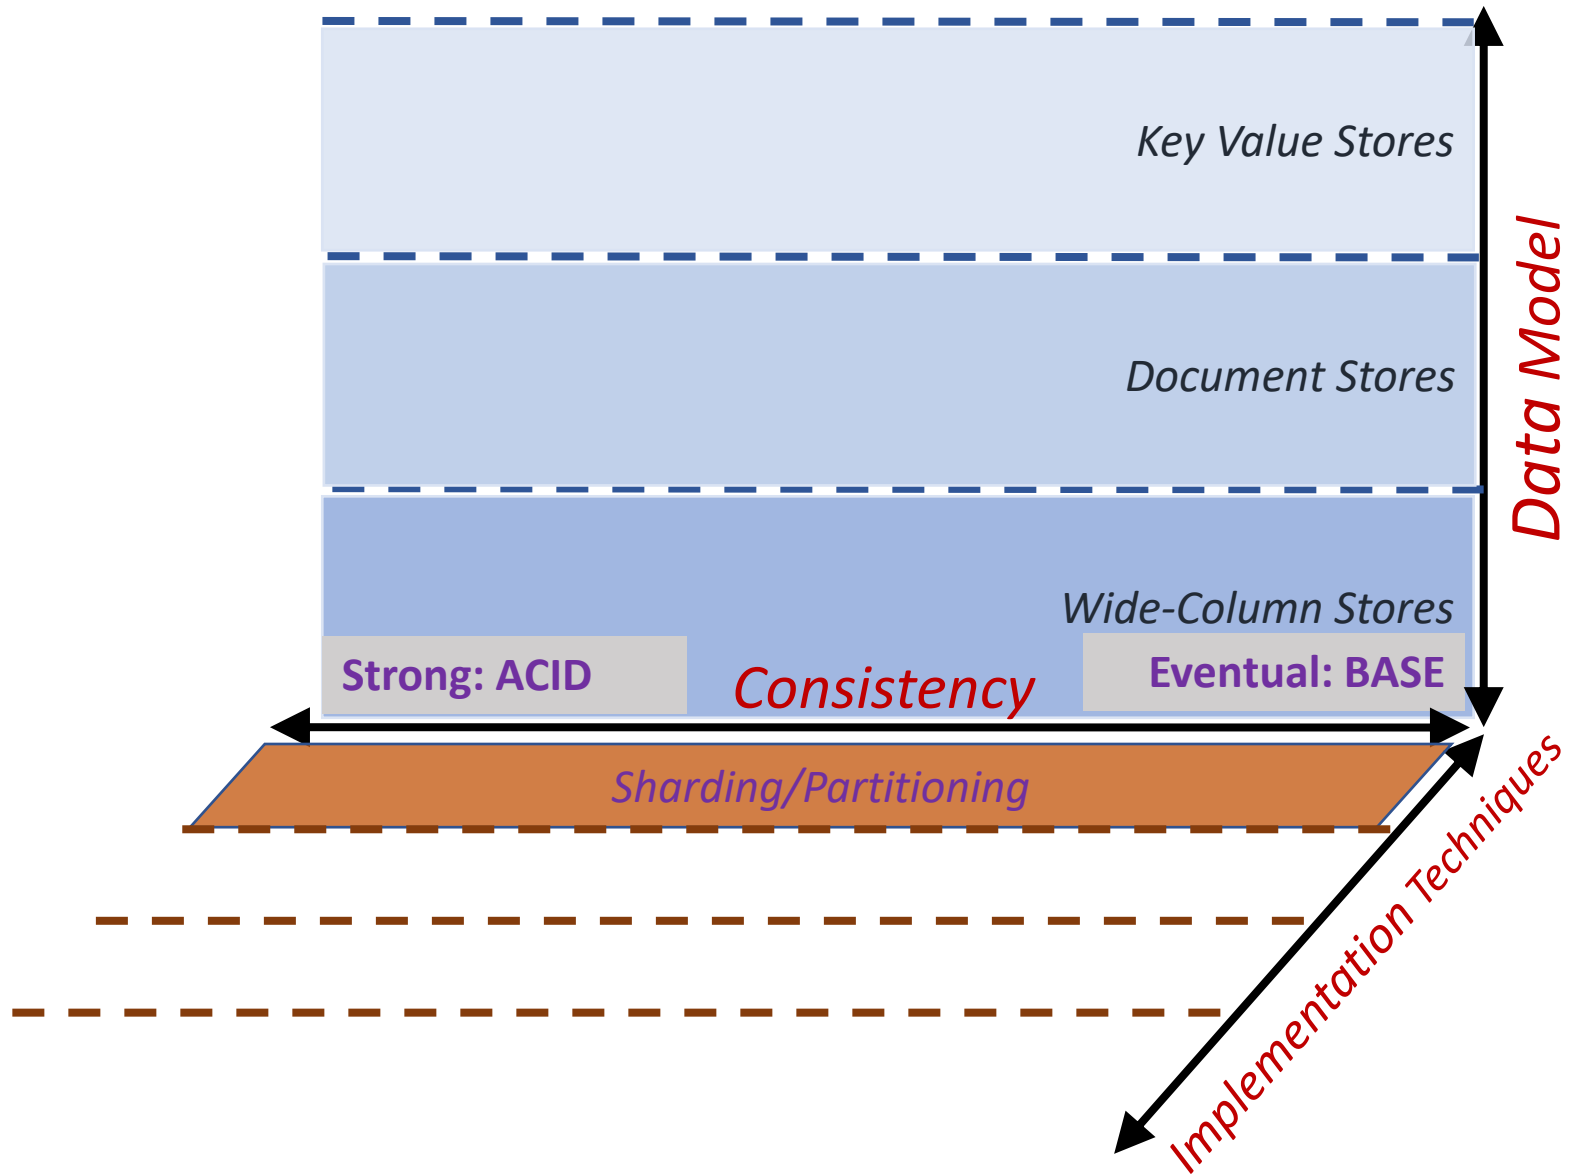 Key Value Stores
Document Stores
Data Model
Wide-Column Stores
Strong: ACID
Consistency
Eventual: BASE
Sharding/Partitioning
Implementation Techniques